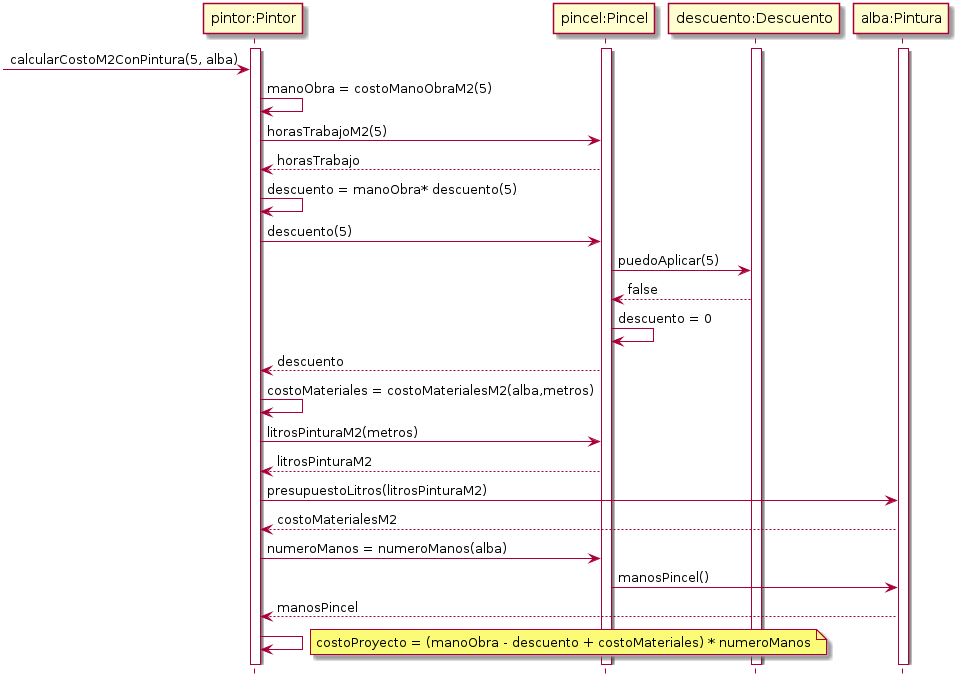 pintor:Pintor
pincel:Pincel
descuento:Descuento
alba:Pintura
calcularCostoM2ConPintura(5, alba)
manoObra = costoManoObraM2(5)
horasTrabajoM2(5)
horasTrabajo
descuento = manoObra* descuento(5)
descuento(5)
puedoAplicar(5)
false
descuento = 0
descuento
costoMateriales = costoMaterialesM2(alba,metros)
litrosPinturaM2(metros)
litrosPinturaM2
presupuestoLitros(litrosPinturaM2)
costoMaterialesM2
numeroManos = numeroManos(alba)
manosPincel()
manosPincel
costoProyecto = (manoObra - descuento + costoMateriales) * numeroManos